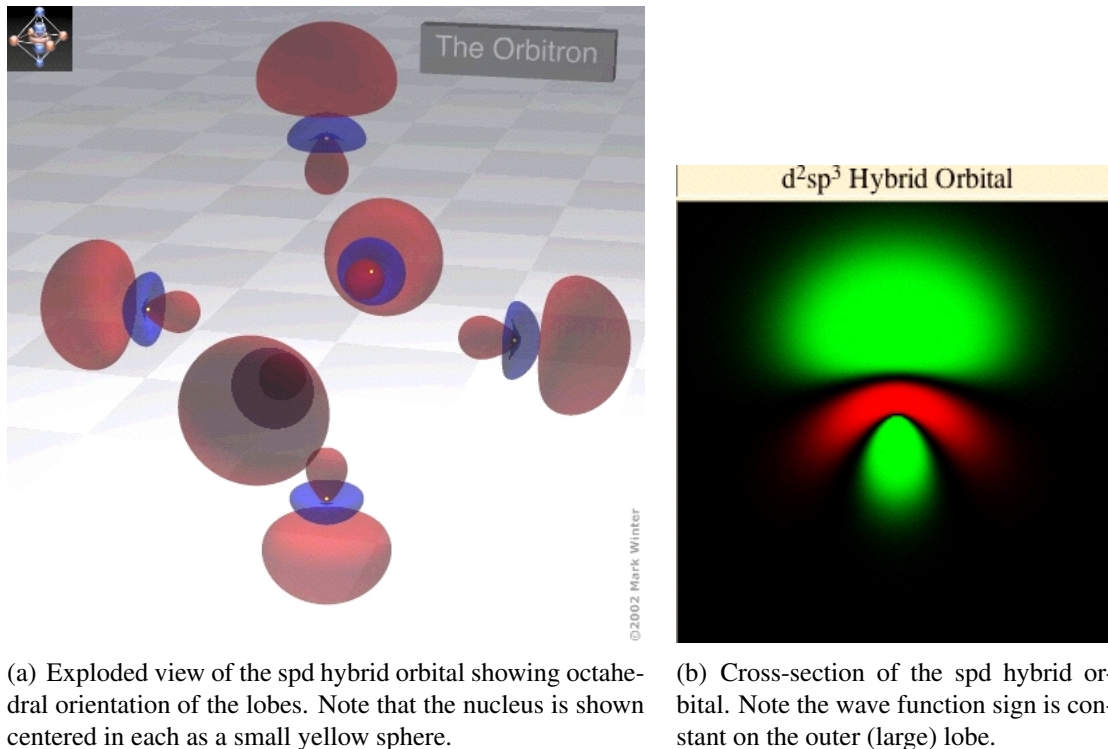 The Orbitron
©2002 Mark Winter
d²sp³ Hybrid Orbital
(a) Exploded view of the spd hybrid orbital showing octahe-
dral orientation of the lobes. Note that the nucleus is shown
centered in each as a small yellow sphere.
(b) Cross-section of the spd hybrid or-
bital. Note the wave function sign is con-
stant on the outer (large) lobe.